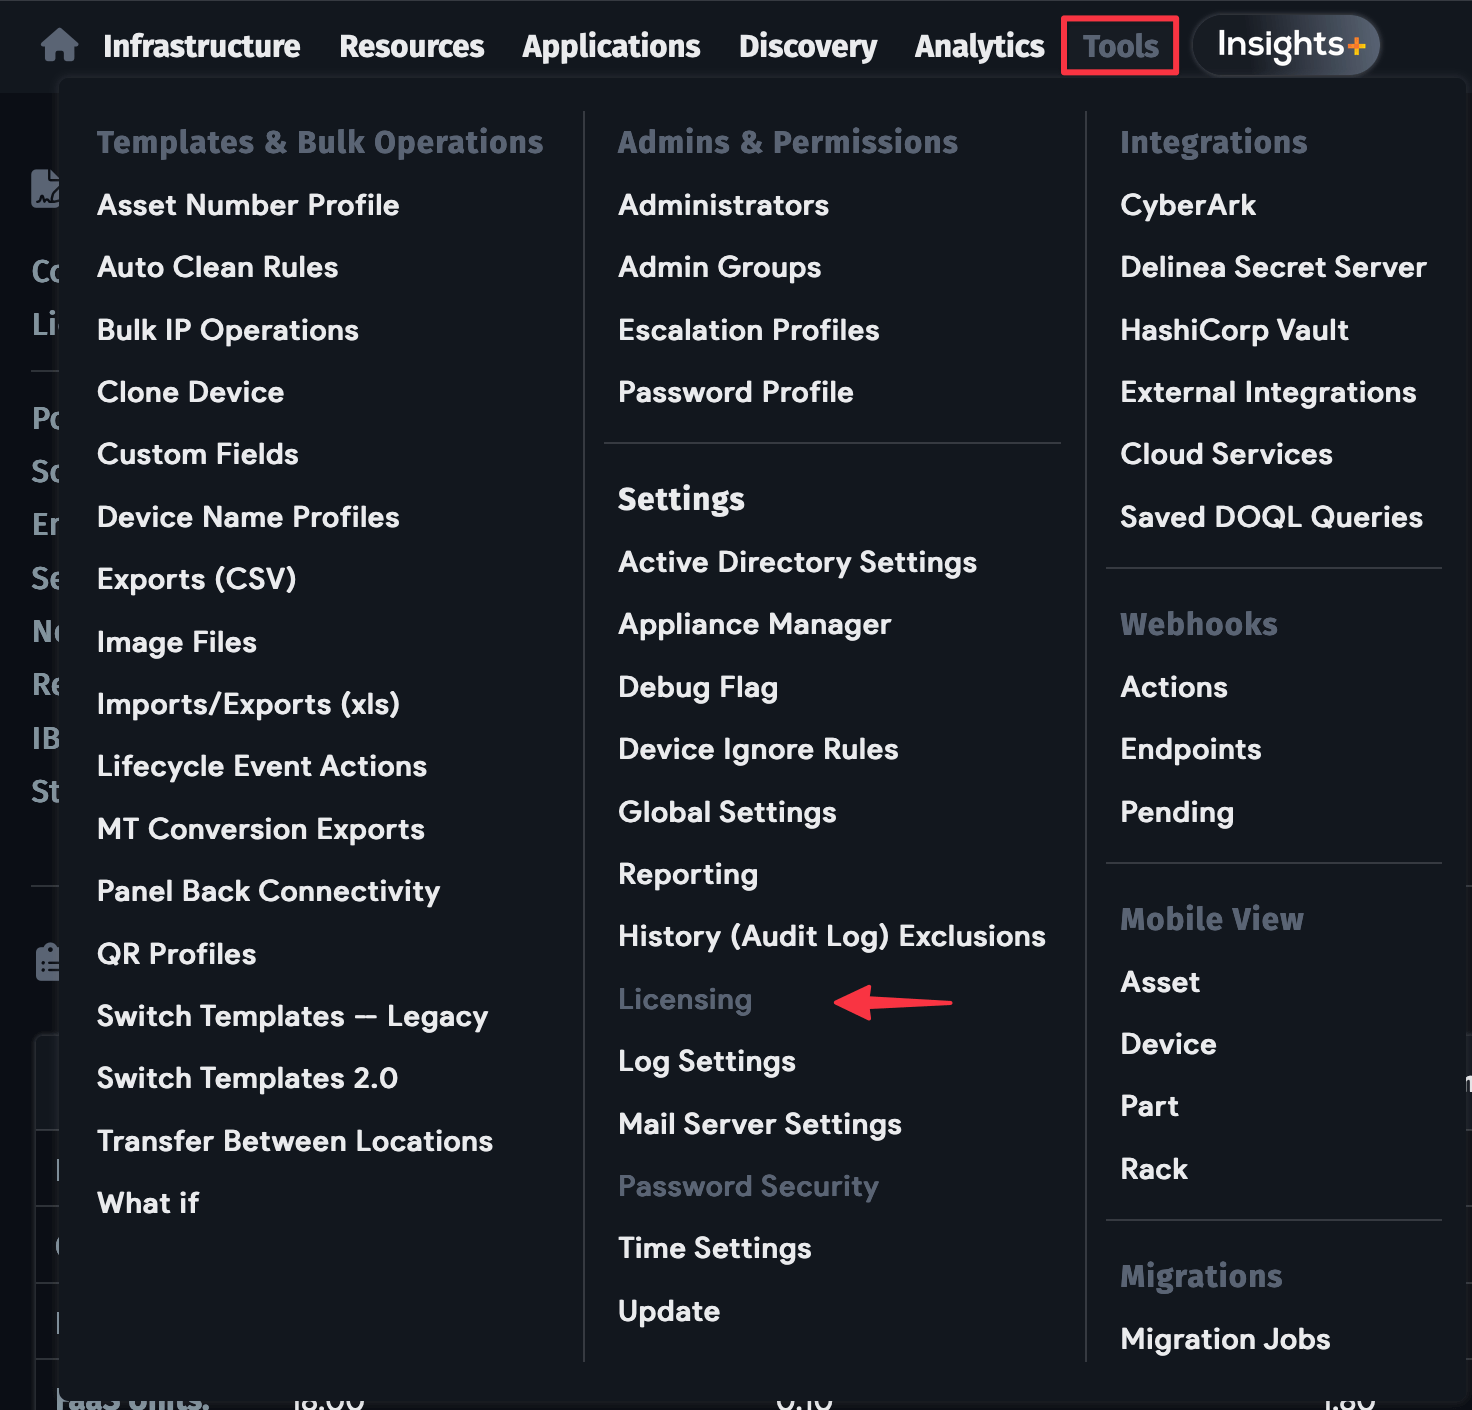 Infrastructure Resources Applications Discovery Analytics Tools Insights+
Templates & Bulk Operations
Asset Number Profile
Auto Clean Rules
Bulk IP Operations
Clone Device
Custom Fields
Device Name Profiles
Exports (CSV)
Image Files
Imports/Exports (xls)
Lifecycle Event Actions
MT Conversion Exports
Panel Back Connectivity
QR Profiles
Switch Templates — Legacy
Switch Templates 2.0
Transfer Between Locations
What if
Admins & Permissions
Administrators
Admin Groups
Escalation Profiles
Password Profile
Settings
Active Directory Settings
Appliance Manager
Debug Flag
Device Ignore Rules
Global Settings
Reporting
History (Audit Log) Exclusions
Licensing
Log Settings
Mail Server Settings
Password Security
Time Settings
Update
Integrations
CyberArk
Delinea Secret Server
HashiCorp Vault
External Integrations
Cloud Services
Saved DOQL Queries
Webhooks
Actions
Endpoints
Pending
Mobile View
Asset
Device
Part
Rack
Migrations
Migration Jobs